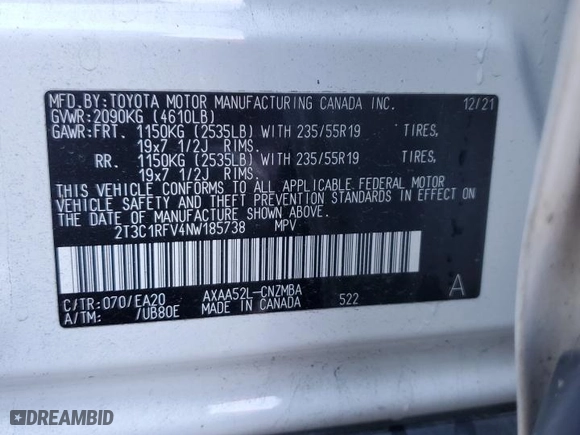 MFD.BY:TOYOTA MOTOR MANUFACTURING CANADA INC. 12/21
GVWR:2090KG (4610LB)
GAWR:FRT. 1150KG (2535LB) WITH 235/55R19 TIRES,
19x7 1/2J RIMS.
RR. 1150KG (2535LB) WITH 235/55R19 TIRES,
19x7 1/2J RIMS.
THIS VEHICLE CONFORMS TO ALL APPLICABLE FEDERAL MOTOR
VEHICLE SAFETY AND THEFT PREVENTION STANDARDS IN EFFECT ON
THE DATE OF MANUFACTURE SHOWN ABOVE.
2T3C1RFV4NW185738 MPV
C/TR:070/EA20 AXAA52L-CNZMBA A
A/TM: /UB80E MADE IN CANADA 522
DREAMBID